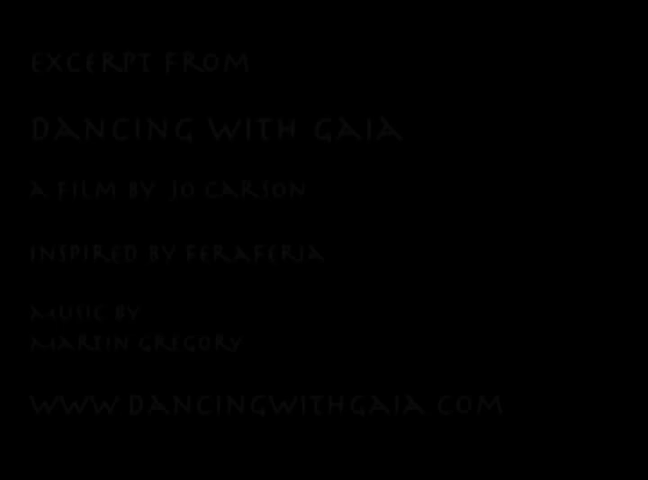 EXCERPT FROM
DANCING WITH GAIA
A FILM BY JO CARSON
INSPIRED BY FERAFERIA
MUSIC BY
MARTIN GREGORY
WWW.DANCINGWITHGAIA.COM